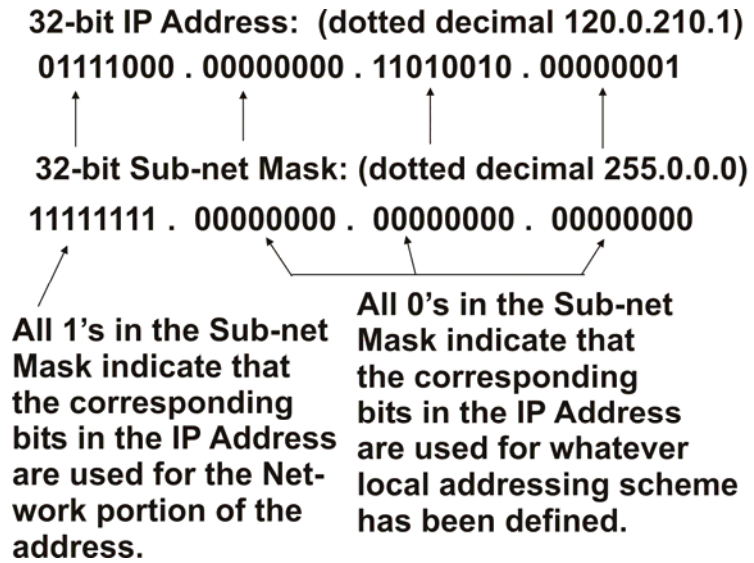 32-bit IP Address: (dotted decimal 120.0.210.1)
01111000 . 00000000 . 11010010 . 00000001
32-bit Sub-net Mask: (dotted decimal 255.0.0.0)
11111111 . 00000000 . 00000000 . 00000000
All 1's in the Sub-net
Mask indicate that
the corresponding
bits in the IP Address
are used for the Net-
work portion of the
address.
All 0's in the Sub-net
Mask indicate that
the corresponding
bits in the IP Address
are used for whatever
local addressing scheme
has been defined.